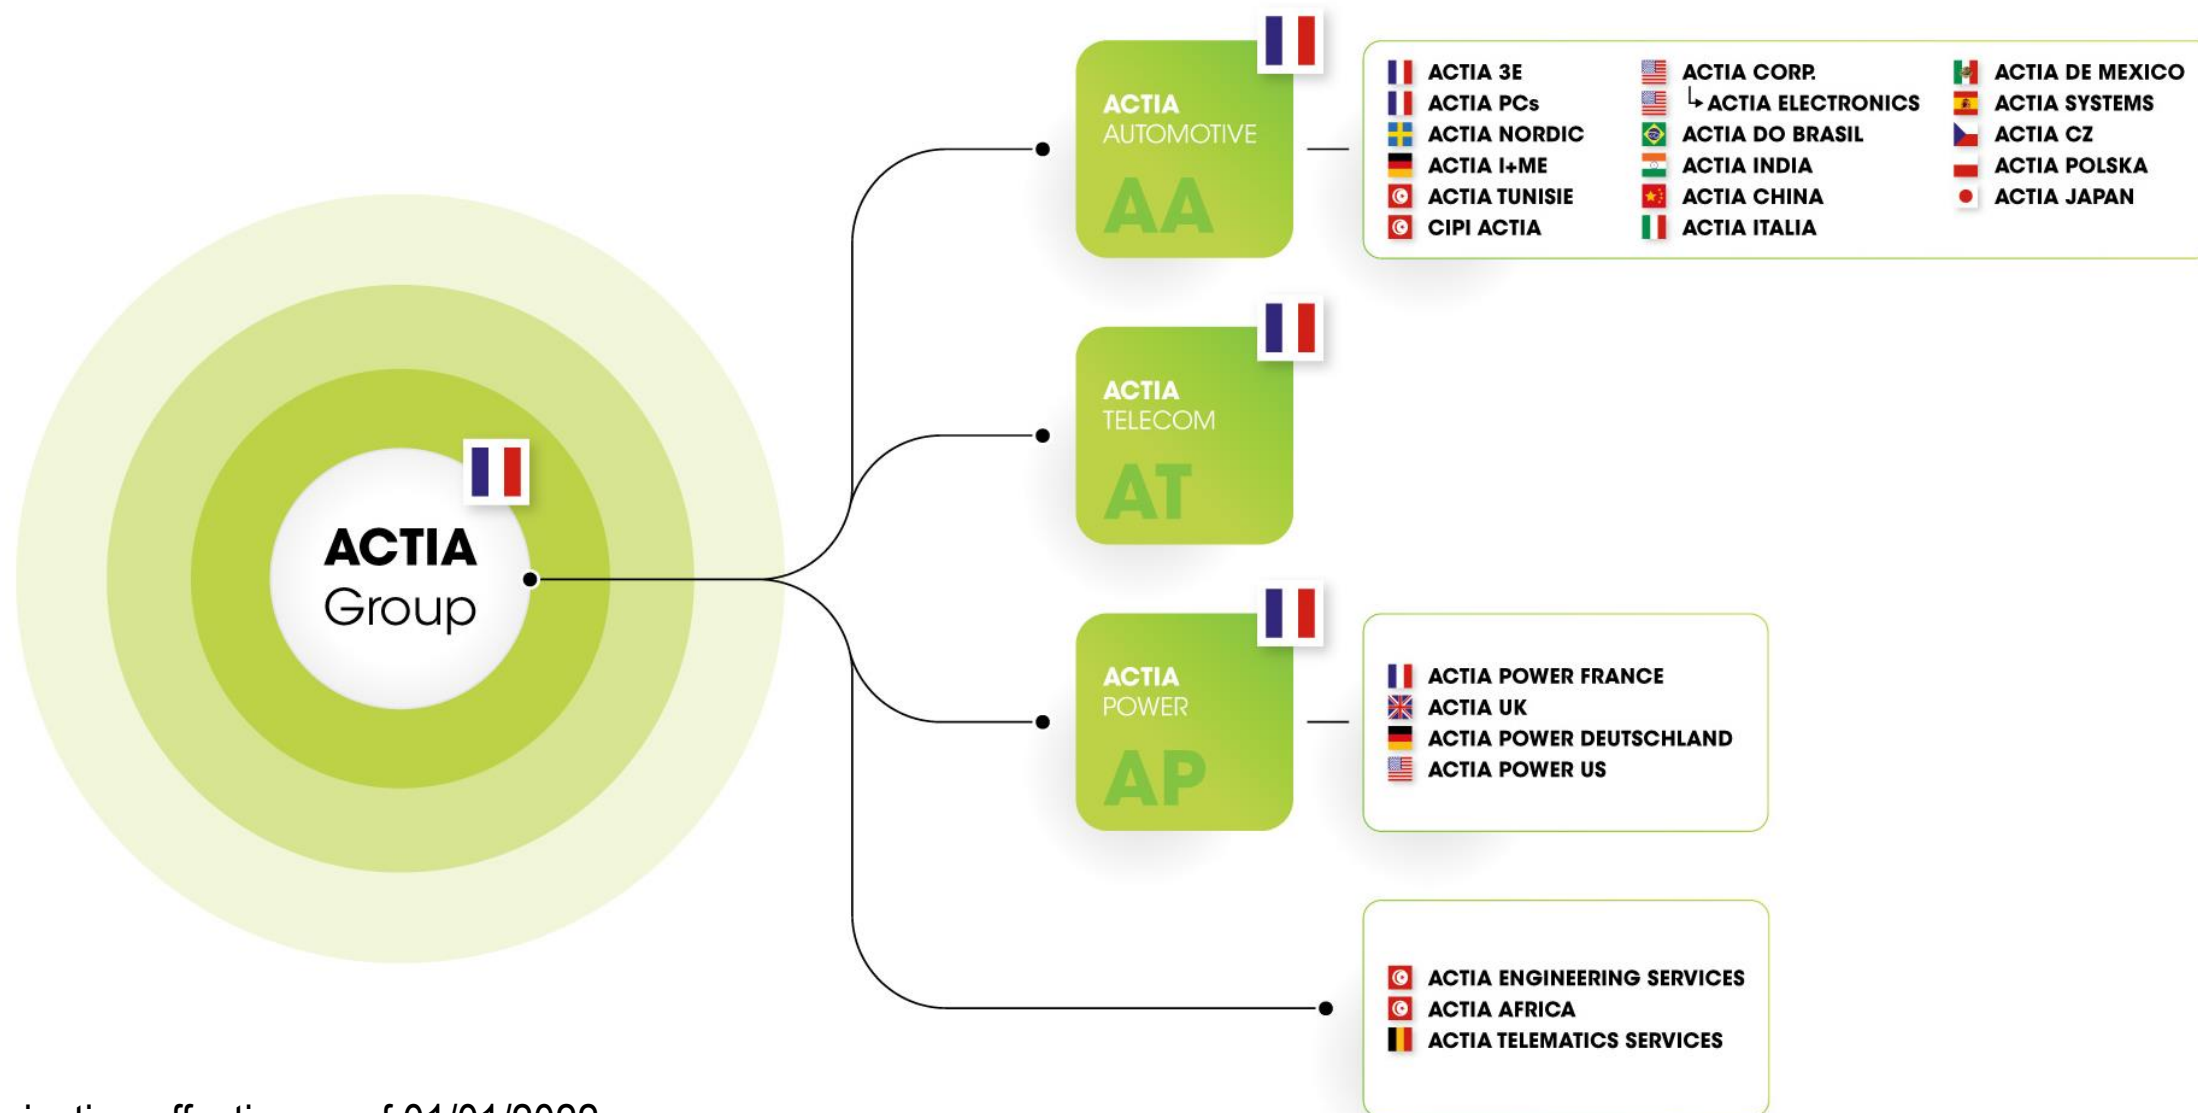 ACTIA
Group
ACTIA
AUTOMOTIVE
AA
ACTIA 3E
ACTIA PCs
ACTIA NORDIC
ACTIA I+ME
ACTIA TUNISIE
CIPI ACTIA
ACTIA CORP.
ACTIA ELECTRONICS
ACTIA DO BRASIL
ACTIA INDIA
ACTIA CHINA
ACTIA ITALIA
ACTIA DE MEXICO
ACTIA SYSTEMS
ACTIA CZ
ACTIA POLSKA
ACTIA JAPAN
ACTIA
TELECOM
AT
ACTIA
POWER
AP
ACTIA POWER FRANCE
ACTIA UK
ACTIA POWER DEUTSCHLAND
ACTIA POWER US
ACTIA ENGINEERING SERVICES
ACTIA AFRICA
ACTIA TELEMATICS SERVICES